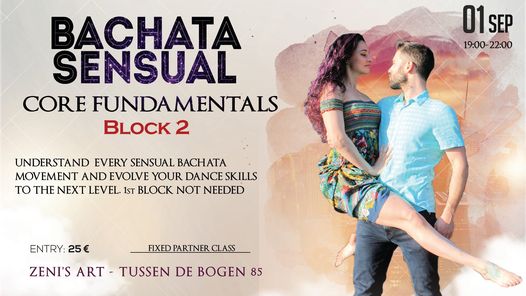 BACHATA
SENSUAL
CORE FUNDAMENTALS
BLOCK 2
UNDERSTAND EVERY SENSUAL BACHATA
MOVEMENT AND EVOLVE YOUR DANCE SKILLS
TO THE NEXT LEVEL. 1ST BLOCK NOT NEEDED
ENTRY: 25 €
FIXED PARTNER CLASS
ZENI'S ART - TUSSEN DE BOGEN 85
01 SEP
19:00-22:00